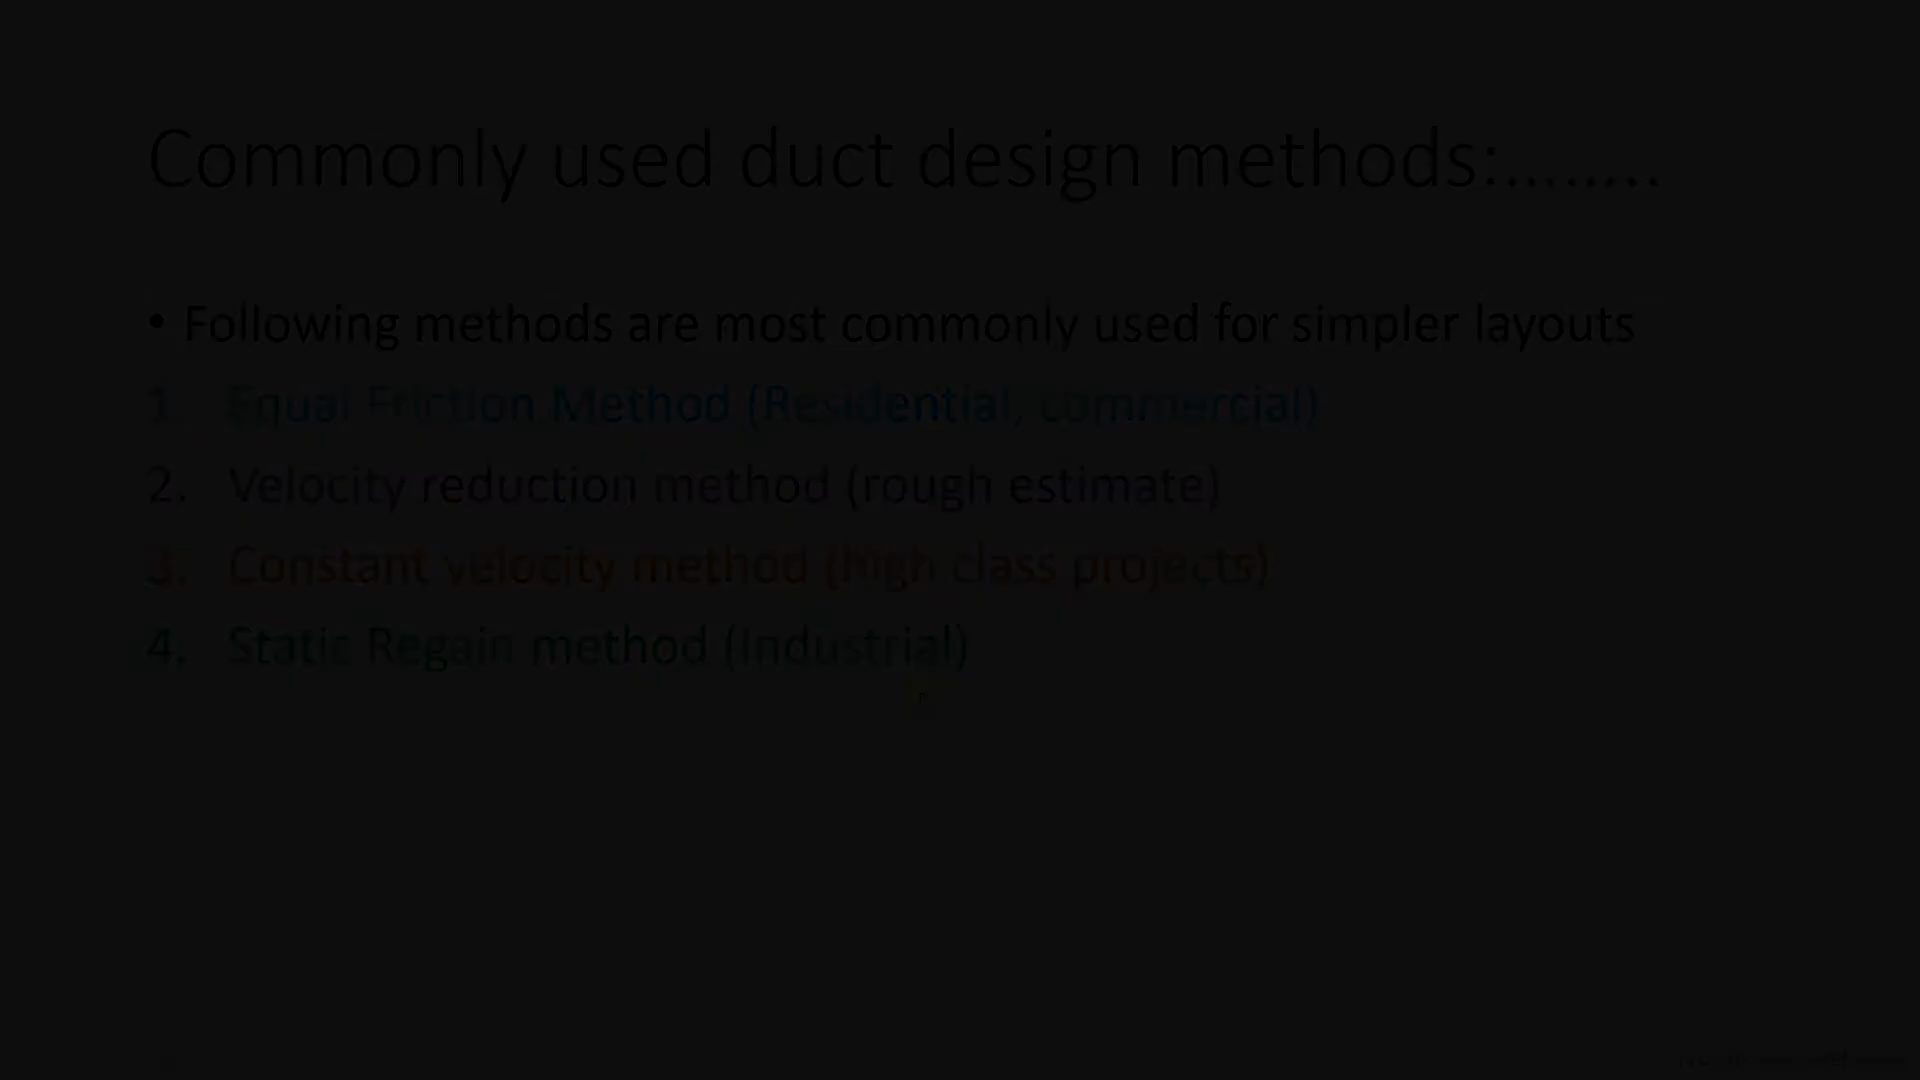 Commonly used duct design methods:........
• Following methods are most commonly used for simpler layouts
1. Equal Friction Method (Residential, commercial)
2. Velocity reduction method (rough estimate)
3. Constant velocity method (high class projects)
4. Static Regain method (Industrial)